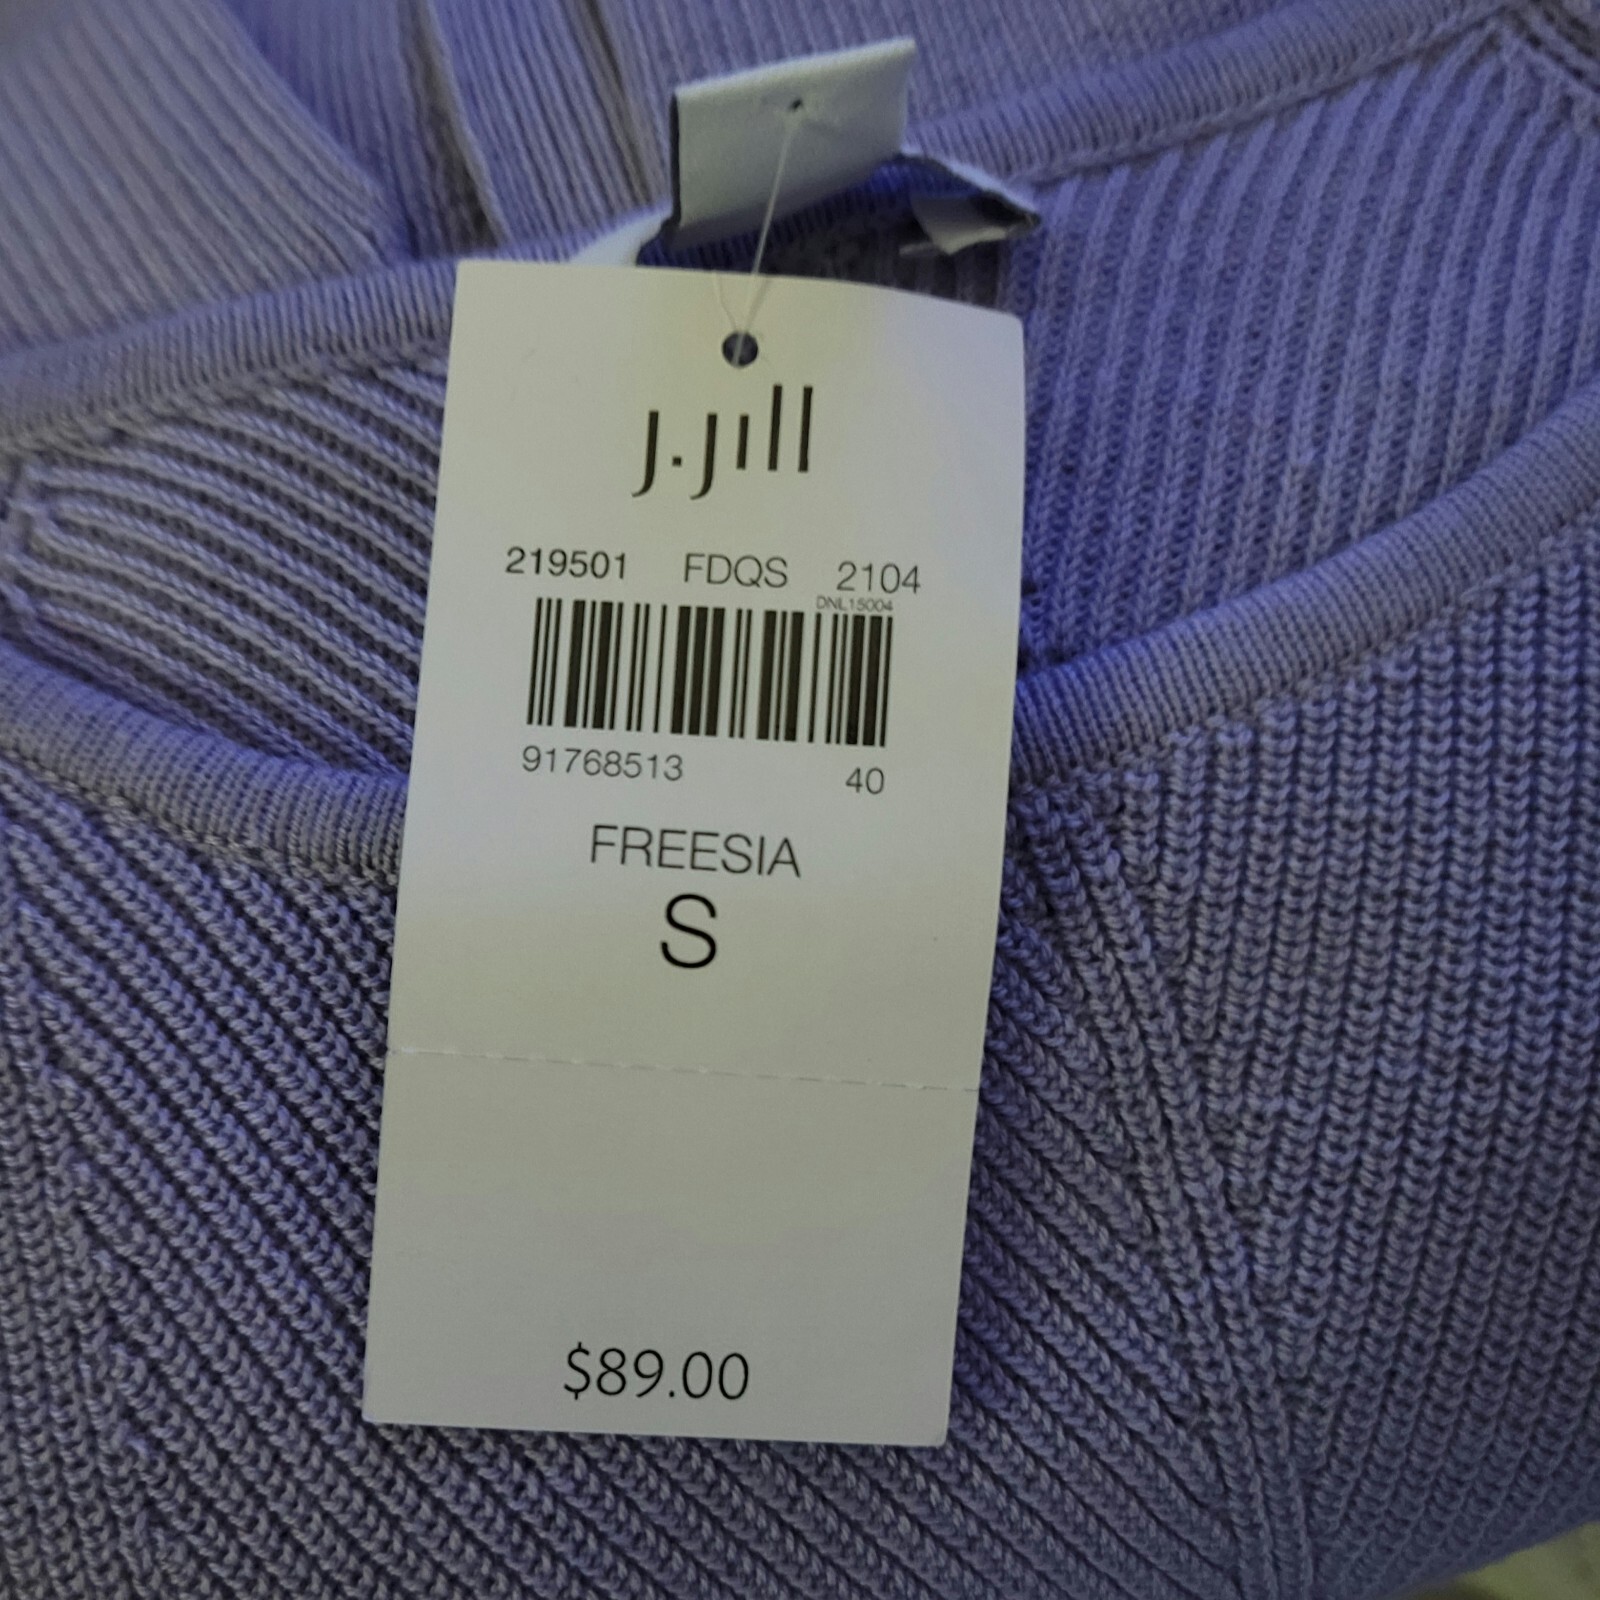 J.Jill
219501 FDQS 2104
DNL15004
91768513 40
FREESIA
S
$89.00